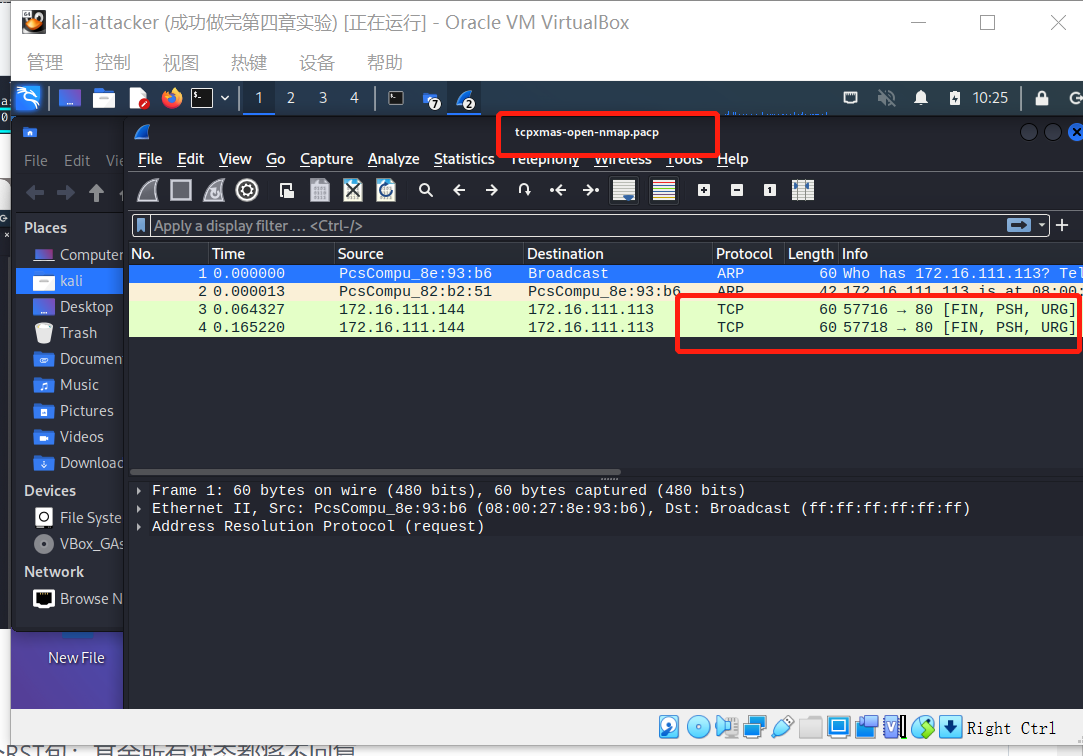 kali-attacker (成功做完第四章实验) [正在运行] - Oracle VM VirtualBox
管理 控制 视图 热键 设备 帮助
1 2 3 4 7 2 10:25
tcpxmas-open-nmap.pacp
File Edit
File Edit View Go Capture Analyze Statistics Telephony Wireless Tools Help
Apply a display filter … <Ctrl-/>
No. Time Source Destination Protocol Length Info
1 0.000000 PcsCompu_8e:93:b6 Broadcast ARP 60 Who has 172.16.111.113? Tel
2 0.000013 PcsCompu_82:b2:51 PcsCompu_8e:93:b6 ARP 42 172.16.111.113 is at 08:00:
3 0.064327 172.16.111.144 172.16.111.113 TCP 60 57716 → 80 [FIN, PSH, URG]
4 0.165220 172.16.111.144 172.16.111.113 TCP 60 57718 → 80 [FIN, PSH, URG]
Places
Computer
kali
Desktop
Trash
Documen
Music
Pictures
Videos
Downloac
Devices
File Syste
VBox_GAs
Network
Browse N
Frame 1: 60 bytes on wire (480 bits), 60 bytes captured (480 bits)
Ethernet II, Src: PcsCompu_8e:93:b6 (08:00:27:8e:93:b6), Dst: Broadcast (ff:ff:ff:ff:ff:ff)
Address Resolution Protocol (request)
New File
Right Ctrl
RST包；其余所有状态都将不回复